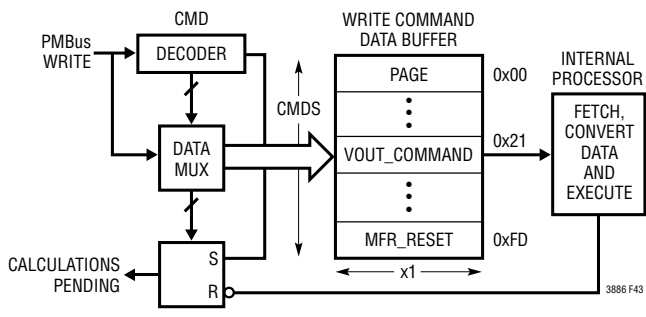 CMD
PMBus
WRITE
DECODER
DATA
MUX
S
R
CALCULATIONS
PENDING
CMDS
WRITE COMMAND
DATA BUFFER
PAGE
0x00
VOUT_COMMAND
0x21
MFR_RESET
0xFD
x1
INTERNAL
PROCESSOR
FETCH,
CONVERT
DATA
AND
EXECUTE
3886 F43